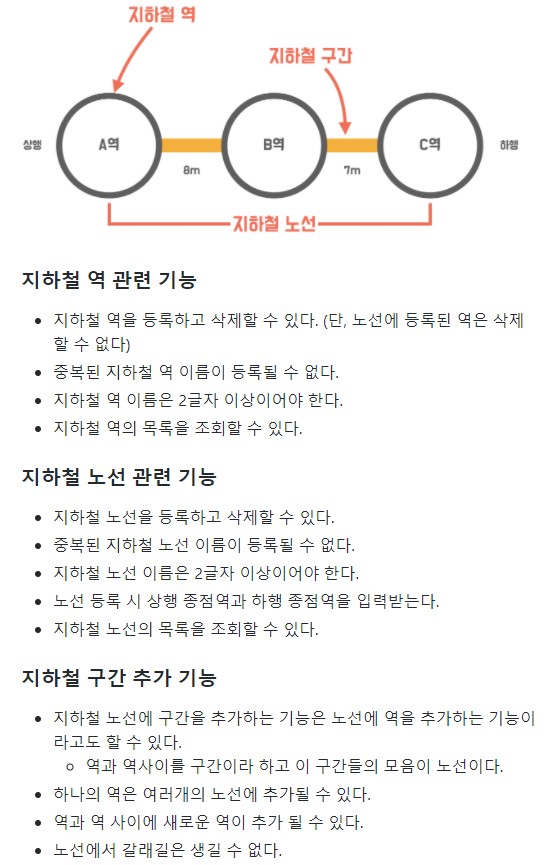 지하철 역
지하철 구간
상행
A역
B역
C역
하행
8m
7m
지하철 노선
지하철 역 관련 기능
지하철 역을 등록하고 삭제할 수 있다. (단, 노선에 등록된 역은 삭제
할 수 없다)
중복된 지하철 역 이름이 등록될 수 없다.
지하철 역 이름은 2글자 이상이어야 한다.
지하철 역의 목록을 조회할 수 있다.
지하철 노선 관련 기능
지하철 노선을 등록하고 삭제할 수 있다.
중복된 지하철 노선 이름이 등록될 수 없다.
지하철 노선 이름은 2글자 이상이어야 한다.
노선 등록 시 상행 종점역과 하행 종점역을 입력받는다.
지하철 노선의 목록을 조회할 수 있다.
지하철 구간 추가 기능
지하철 노선에 구간을 추가하는 기능은 노선에 역을 추가하는 기능이
라고도 할 수 있다.
역과 역사이를 구간이라 하고 이 구간들의 모음이 노선이다.
하나의 역은 여러개의 노선에 추가될 수 있다.
역과 역 사이에 새로운 역이 추가 될 수 있다.
노선에서 갈래길은 생길 수 없다.